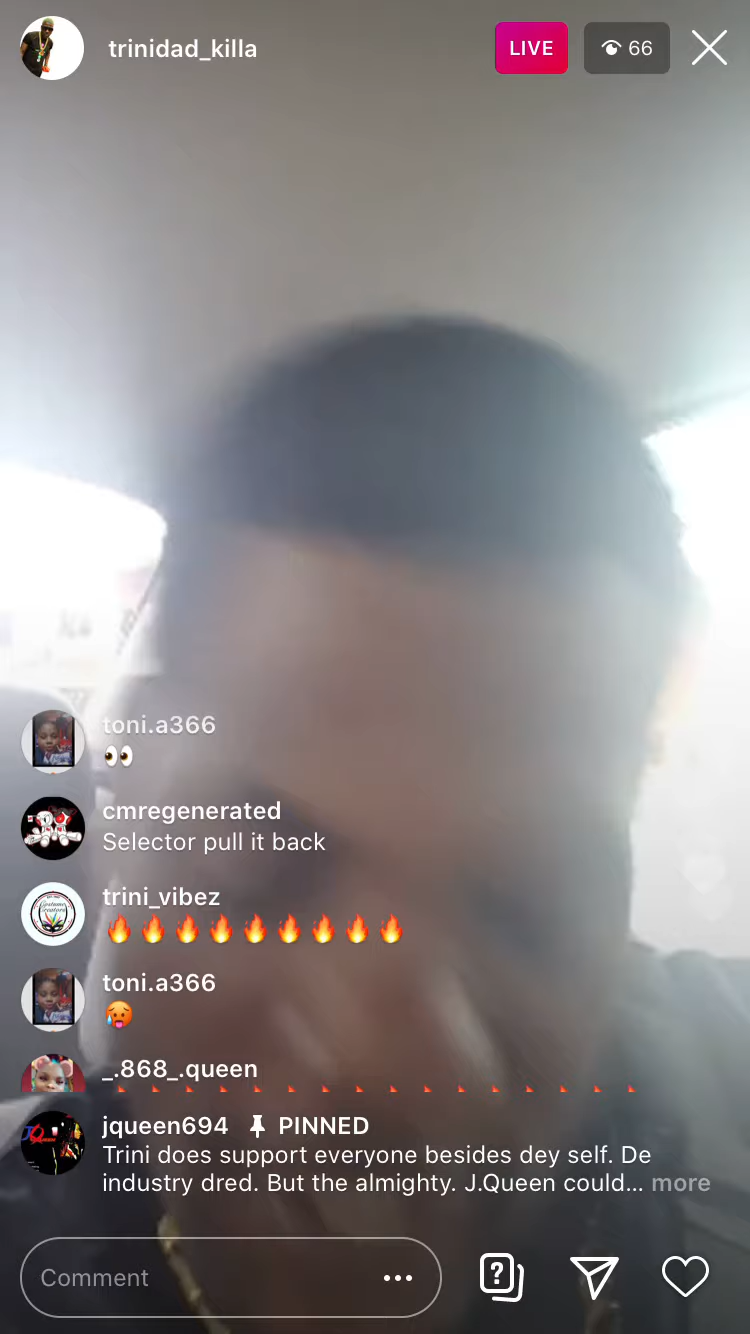 trinidad_killa
LIVE
66
toni.a366
👀
cmregenerated
Selector pull it back
trini_vibez
🔥🔥🔥🔥🔥🔥🔥🔥🔥
toni.a366
🥵
_.868_.queen
jqueen694 PINNED
Trini does support everyone besides dey self. De
industry dred. But the almighty. J.Queen could... more
Comment